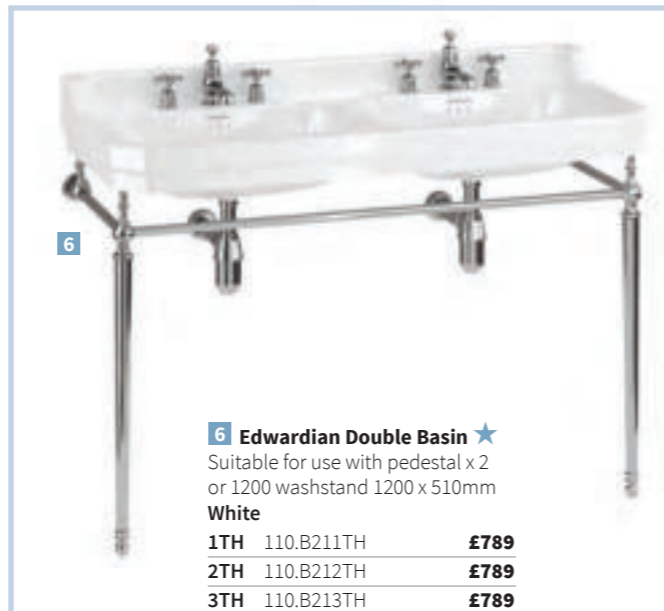 6
6 Edwardian Double Basin ★
Suitable for use with pedestal x 2
or 1200 washstand 1200 x 510mm
White
1TH 110.B211TH £789
2TH 110.B212TH £789
3TH 110.B213TH £789